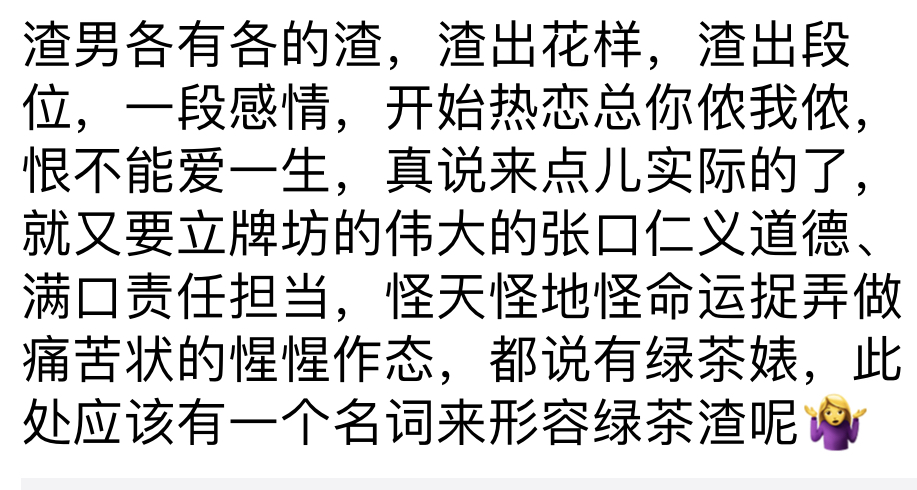 渣男各有各的渣，渣出花样，渣出段
位，一段感情，开始热恋总你侬我侬，
恨不能爱一生，真说来点儿实际的了，
就又要立牌坊的伟大的张口仁义道德、
满口责任担当，怪天怪地怪命运捉弄做
痛苦状的惺惺作态，都说有绿茶婊，此
处应该有一个名词来形容绿茶渣呢🤷‍♀️